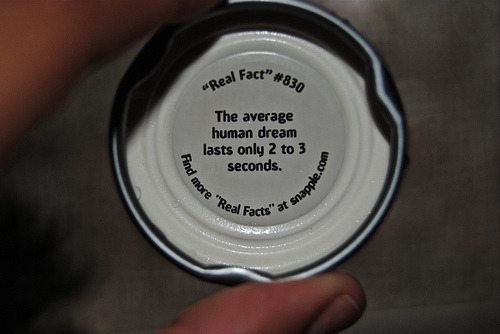 "Real Fact" #830
The average
human dream
lasts only 2 to 3
seconds.
Find more "Real Facts" at snapple.com